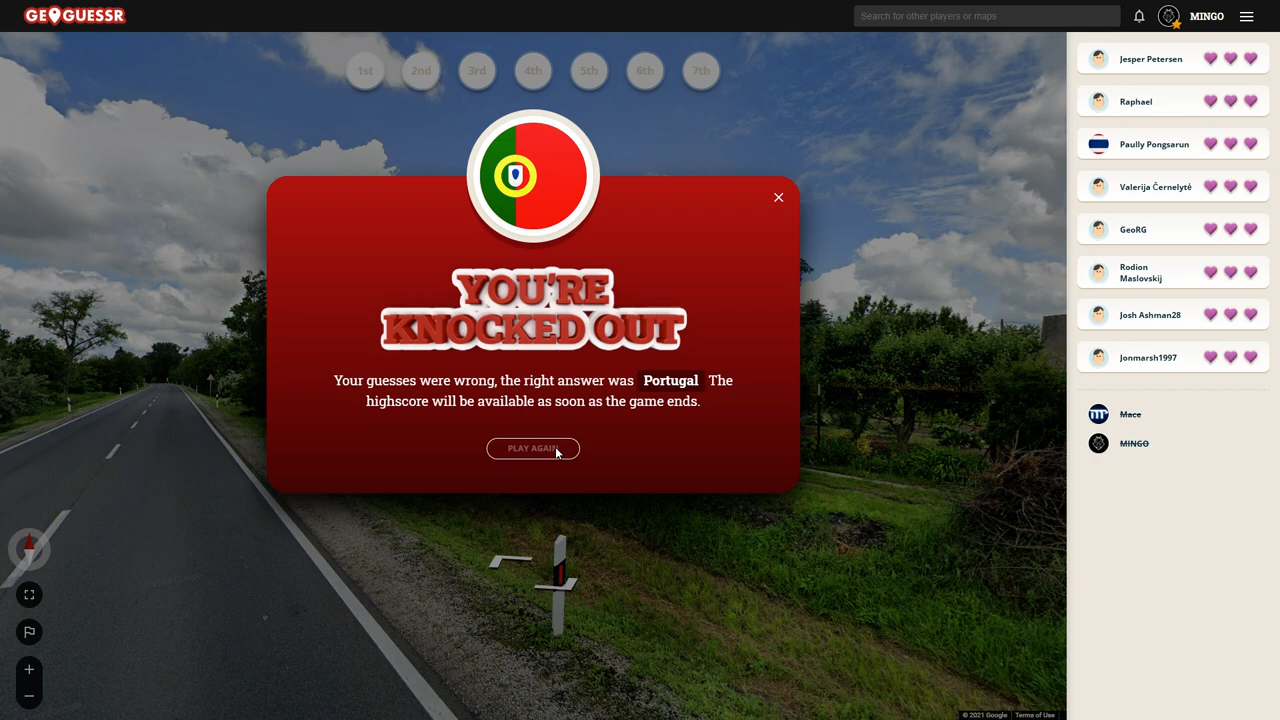 GEOGUESSR
Search for other players or maps
MINGO
1st 2nd 3rd 4th 5th 6th 7th
YOU'RE
KNOCKED OUT
Your guesses were wrong, the right answer was Portugal The
highscore will be available as soon as the game ends.
PLAY AGAIN
Jesper Petersen
Raphael
Paully Pongsarun
Valerija Černelytė
GeoRG
Rodion
Maslovskij
Josh Ashman28
Jonmarsh1997
Mace
MINGO
© 2021 Google Terms of Use